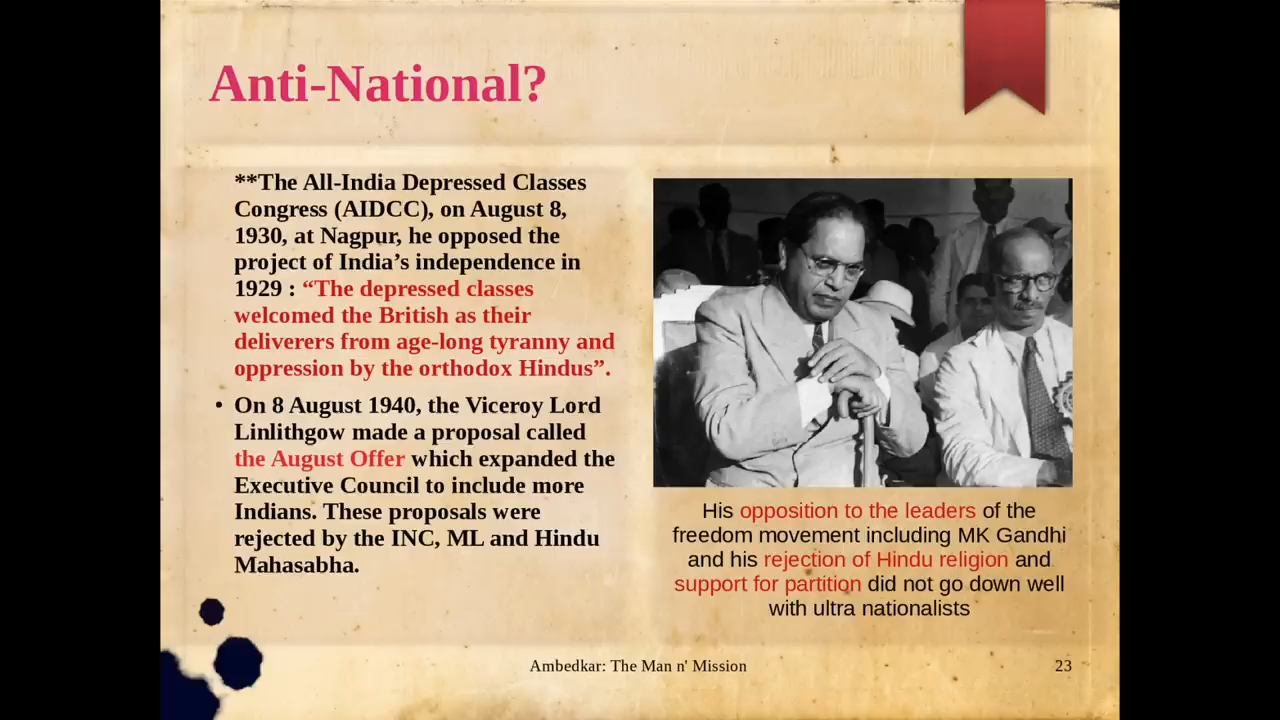 Anti-National?
**The All-India Depressed Classes
Congress (AIDCC), on August 8,
1930, at Nagpur, he opposed the
project of India’s independence in
1929 : “The depressed classes
welcomed the British as their
deliverers from age-long tyranny and
oppression by the orthodox Hindus”.
• On 8 August 1940, the Viceroy Lord
Linlithgow made a proposal called
the August Offer which expanded the
Executive Council to include more
Indians. These proposals were
rejected by the INC, ML and Hindu
Mahasabha.
His opposition to the leaders of the
freedom movement including MK Gandhi
and his rejection of Hindu religion and
support for partition did not go down well
with ultra nationalists
Ambedkar: The Man n' Mission
23